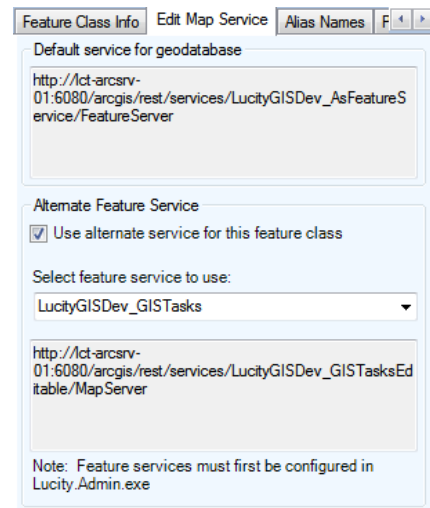 Feature Class Info Edit Map Service Alias Names F
Default service for geodatabase
http://lct-arcsrv-
01:6080/arcgis/rest/services/LucityGISDev_AsFeatureS
ervice/FeatureServer
Alternate Feature Service
Use alternate service for this feature class
Select feature service to use:
LucityGISDev_GISTasks
http://lct-arcsrv-
01:6080/arcgis/rest/services/LucityGISDev_GISTasksEd
itable/MapServer
Note: Feature services must first be configured in
Lucity.Admin.exe